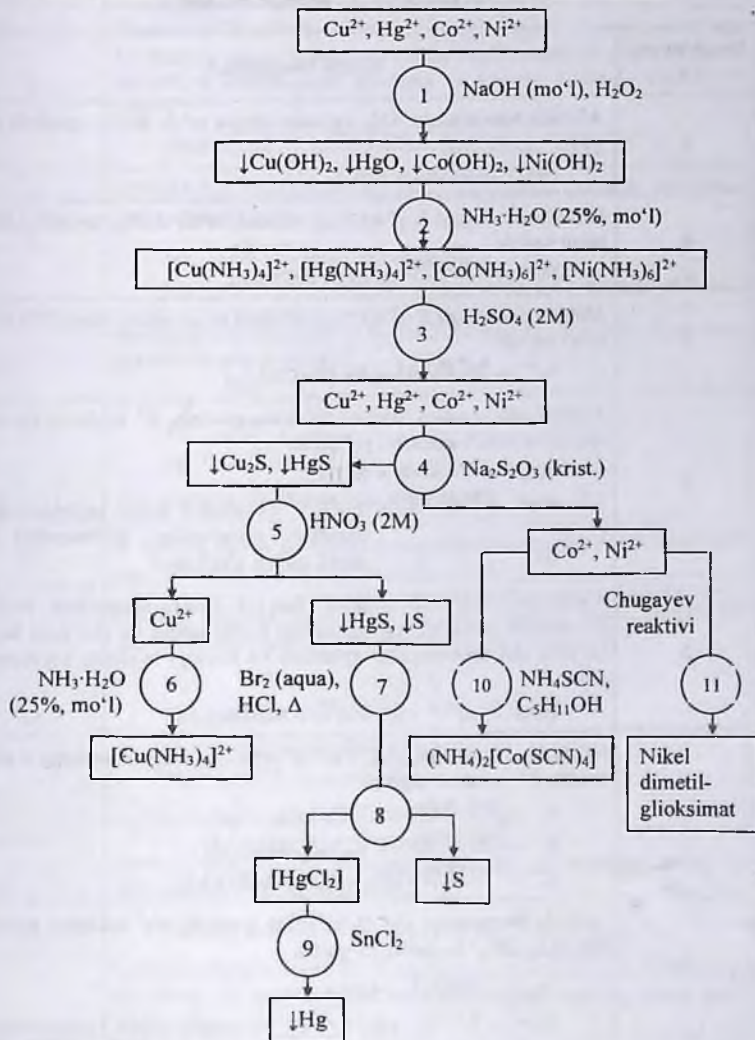 Cu²⁺, Hg²⁺, Co²⁺, Ni²⁺
1
NaOH (mo‘l), H₂O₂
↓Cu(OH)₂, ↓HgO, ↓Co(OH)₂, ↓Ni(OH)₂
2
NH₃·H₂O (25%, mo‘l)
[Cu(NH₃)₄]²⁺, [Hg(NH₃)₄]²⁺, [Co(NH₃)₆]²⁺, [Ni(NH₃)₆]²⁺
3
H₂SO₄ (2M)
Cu²⁺, Hg²⁺, Co²⁺, Ni²⁺
↓Cu₂S, ↓HgS
4
Na₂S₂O₃ (krist.)
5
HNO₃ (2M)
Co²⁺, Ni²⁺
Cu²⁺
↓HgS, ↓S
Chugayev
reaktivi
NH₃·H₂O
(25%, mo‘l)
6
Br₂ (aqua),
HCl, Δ
7
10
NH₄SCN,
C₅H₁₁OH
11
[Cu(NH₃)₄]²⁺
(NH₄)₂[Co(SCN)₄]
Nikel
dimetil-
glioksimat
8
[HgCl₂]
↓S
9
SnCl₂
↓Hg